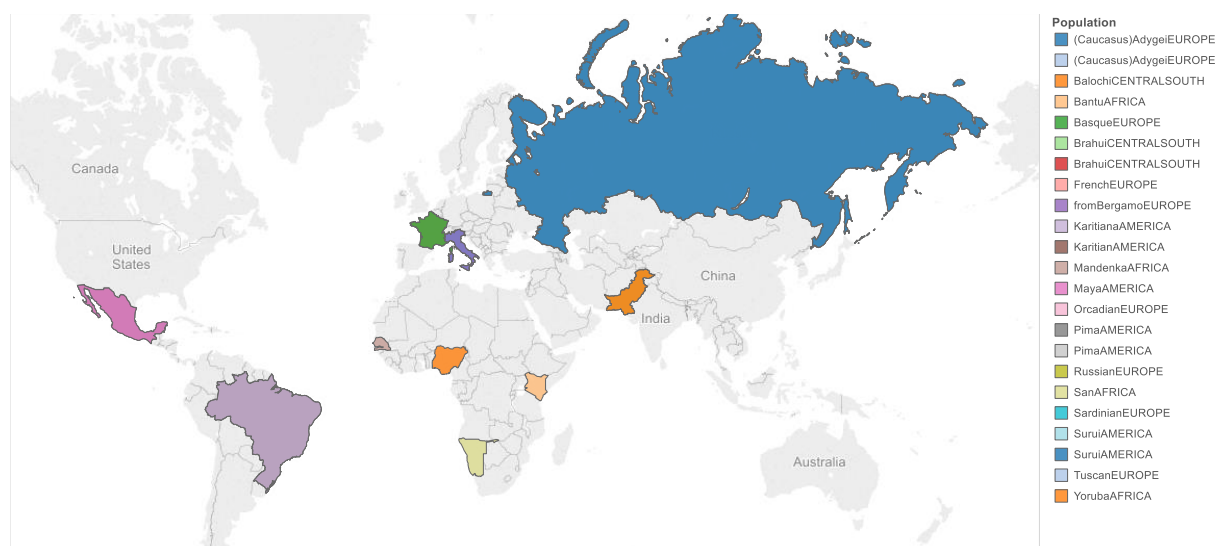 Canada
United
States
China
India
Australia
Population
(Caucasus)AdygeiEUROPE
(Caucasus)AdygeiEUROPE
BalochiCENTRALSOUTH
BantuAFRICA
BasqueEUROPE
BrahuiCENTRALSOUTH
BrahuiCENTRALSOUTH
FrenchEUROPE
fromBergamoEUROPE
KaritianaAMERICA
KaritianAMERICA
MandenkaAFRICA
MayaAMERICA
OrcadianEUROPE
PimaAMERICA
PimaAMERICA
RussianEUROPE
SanAFRICA
SardinianEUROPE
SuruiAMERICA
SuruiAMERICA
TuscanEUROPE
YorubaAFRICA